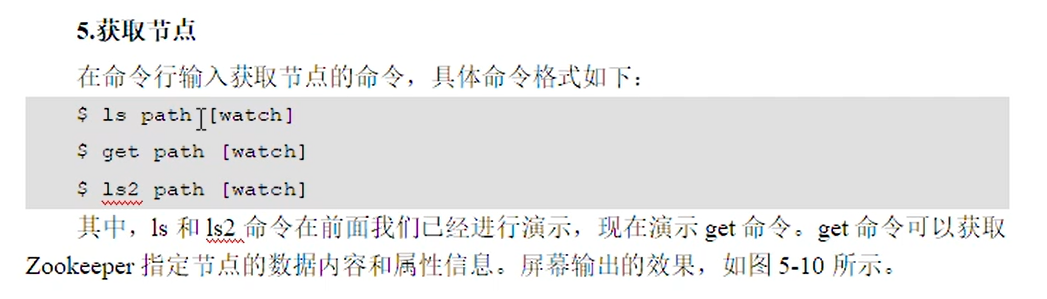 5.获取节点
在命令行输入获取节点的命令，具体命令格式如下：
$ ls path [watch]
$ get path [watch]
$ ls2 path [watch]
其中，ls 和 ls2 命令在前面我们已经进行演示，现在演示 get 命令。get 命令可以获取
Zookeeper 指定节点的数据内容和属性信息。屏幕输出的效果，如图 5-10 所示。